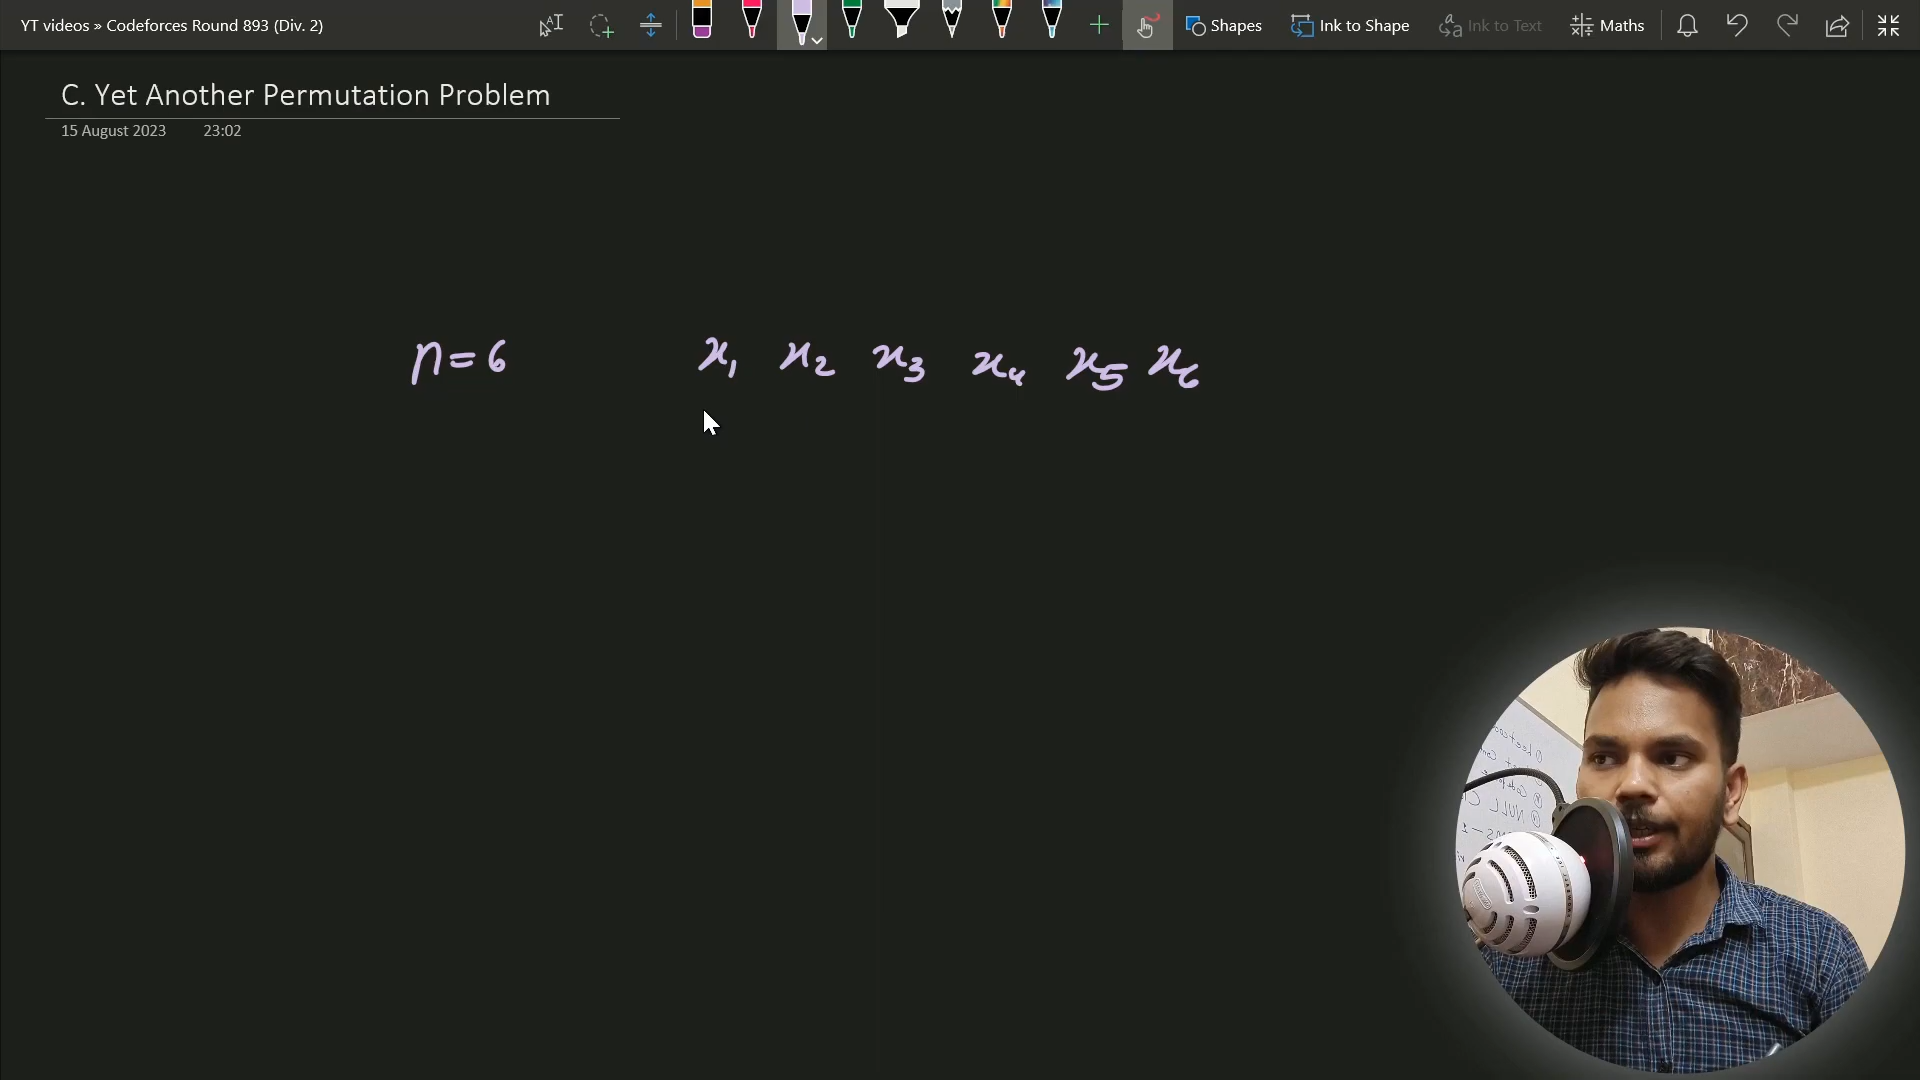 YT videos » Codeforces Round 893 (Div. 2)
Shapes
Ink to Shape
Ink to Text
Maths
C. Yet Another Permutation Problem
15 August 2023 23:02
n = 6 x1 x2 x3 x4 x5 x6